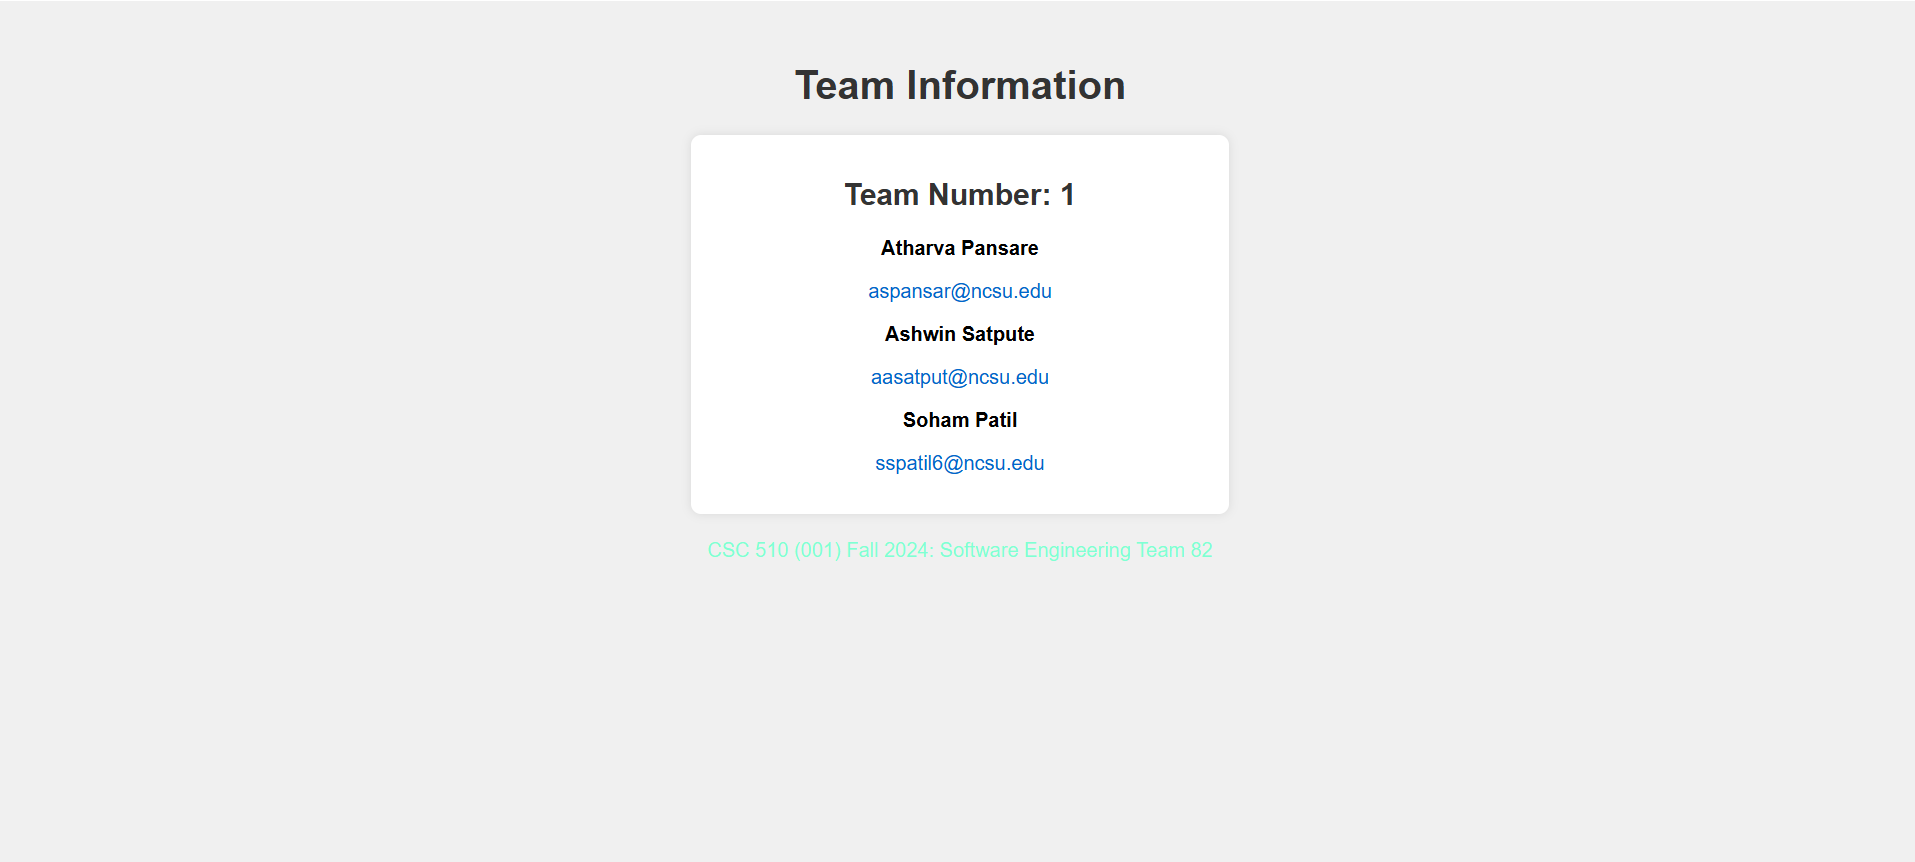 Team Information
Team Number: 1
Atharva Pansare
aspansar@ncsu.edu
Ashwin Satpute
aasatput@ncsu.edu
Soham Patil
sspatil6@ncsu.edu
CSC 510 (001) Fall 2024: Software Engineering Team 82